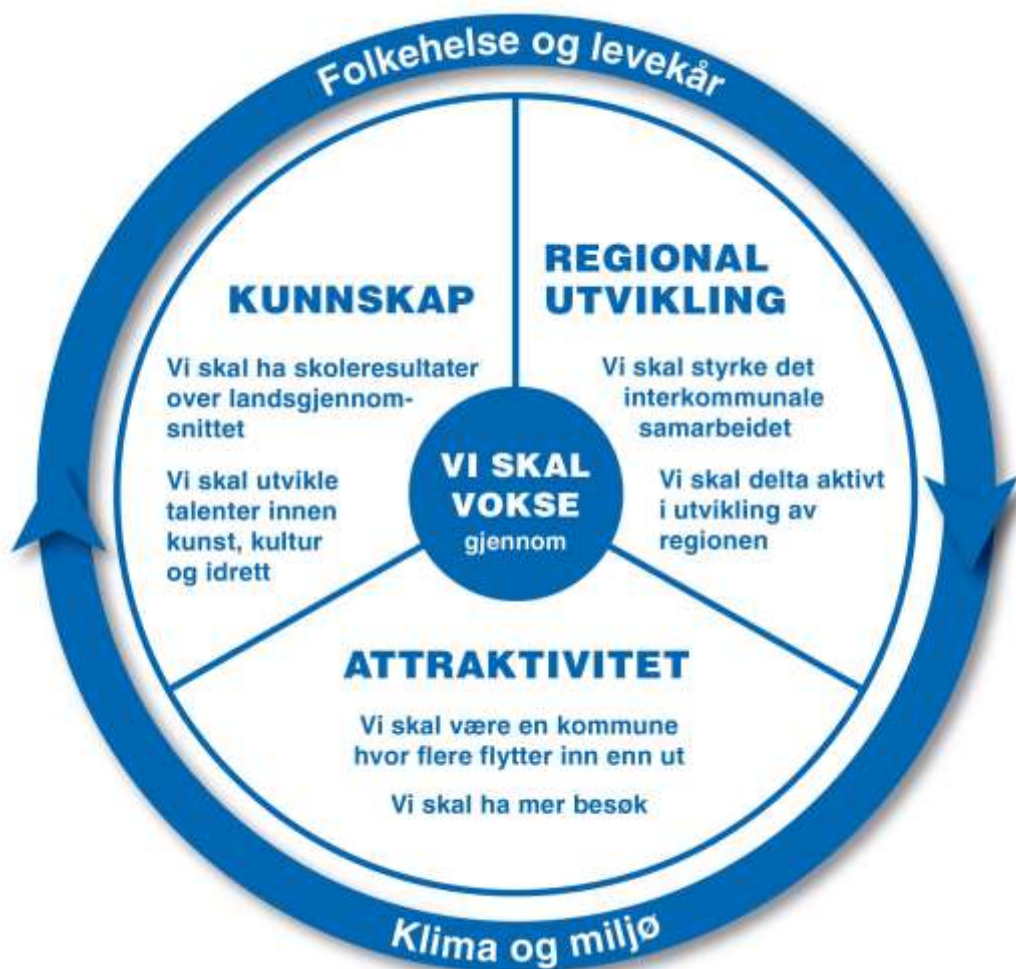 Folkehelse og levekår
KUNNSKAP
Vi skal ha skoleresultater
over landsgjennom-
snittet
Vi skal utvikle
talenter innen
kunst, kultur
og idrett
REGIONAL
UTVIKLING
Vi skal styrke det
interkommunale
samarbeidet
Vi skal delta aktivt
i utvikling av
regionen
VI SKAL
VOKSE
gjennom
ATTRAKTIVITET
Vi skal være en kommune
hvor flere flytter inn enn ut
Vi skal ha mer besøk
Klima og miljø